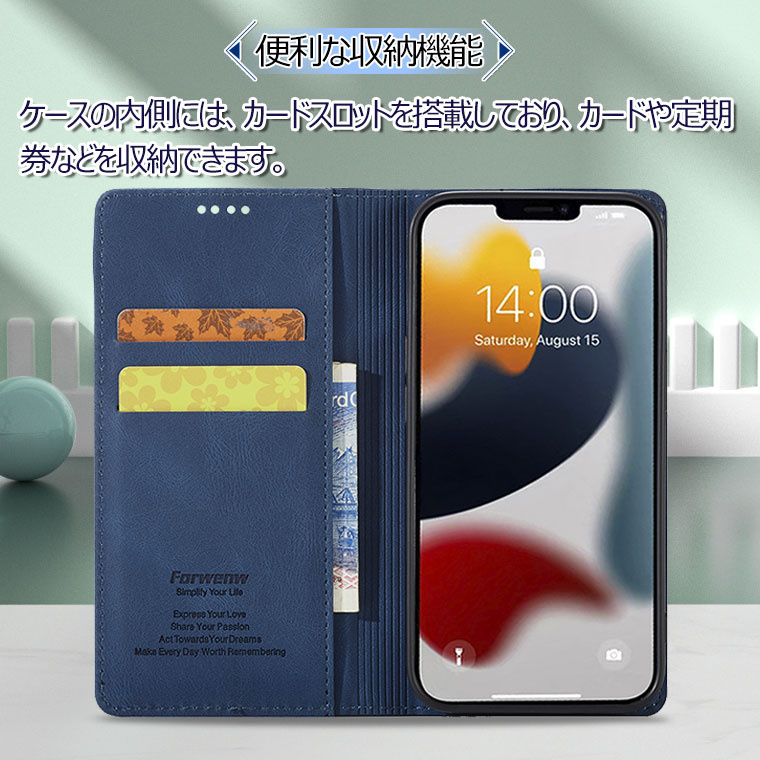 便利な収納機能
ケースの内側には、カードスロットを搭載しており、カードや定期
券などを収納できます。
14:00
Saturday, August 15
rdC
Forwenw
Simplify Your Life
Express Your Love
Share Your Passion
Act Towards Your Dreams
Make Every Day Worth Remembering